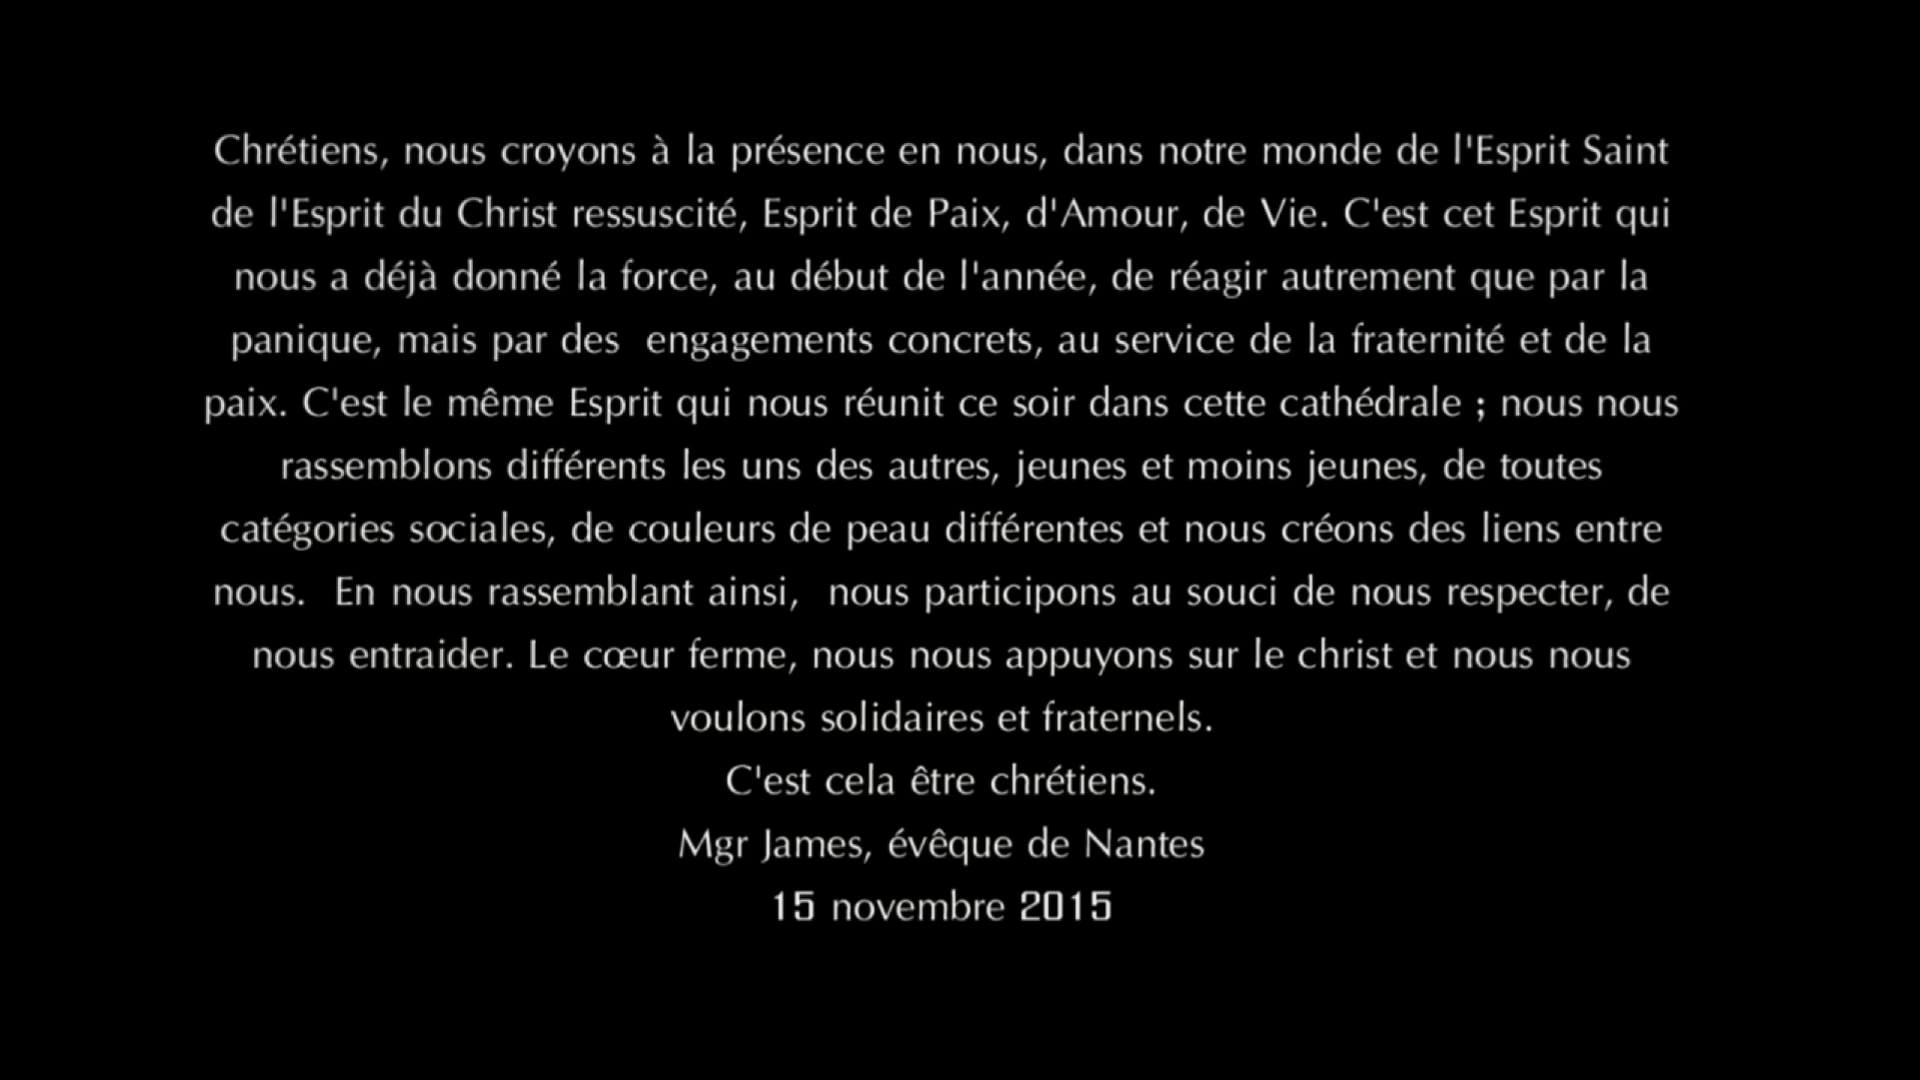 Chrétiens, nous croyons à la présence en nous, dans notre monde de l'Esprit Saint
de l'Esprit du Christ ressuscité, Esprit de Paix, d'Amour, de Vie. C'est cet Esprit qui
nous a déjà donné la force, au début de l'année, de réagir autrement que par la
panique, mais par des  engagements concrets, au service de la fraternité et de la
paix. C'est le même Esprit qui nous réunit ce soir dans cette cathédrale ; nous nous
rassemblons différents les uns des autres, jeunes et moins jeunes, de toutes
catégories sociales, de couleurs de peau différentes et nous créons des liens entre
nous.  En nous rassemblant ainsi,  nous participons au souci de nous respecter, de
nous entraider. Le cœur ferme, nous nous appuyons sur le christ et nous nous
voulons solidaires et fraternels.
C'est cela être chrétiens.
Mgr James, évêque de Nantes
15 novembre 2015